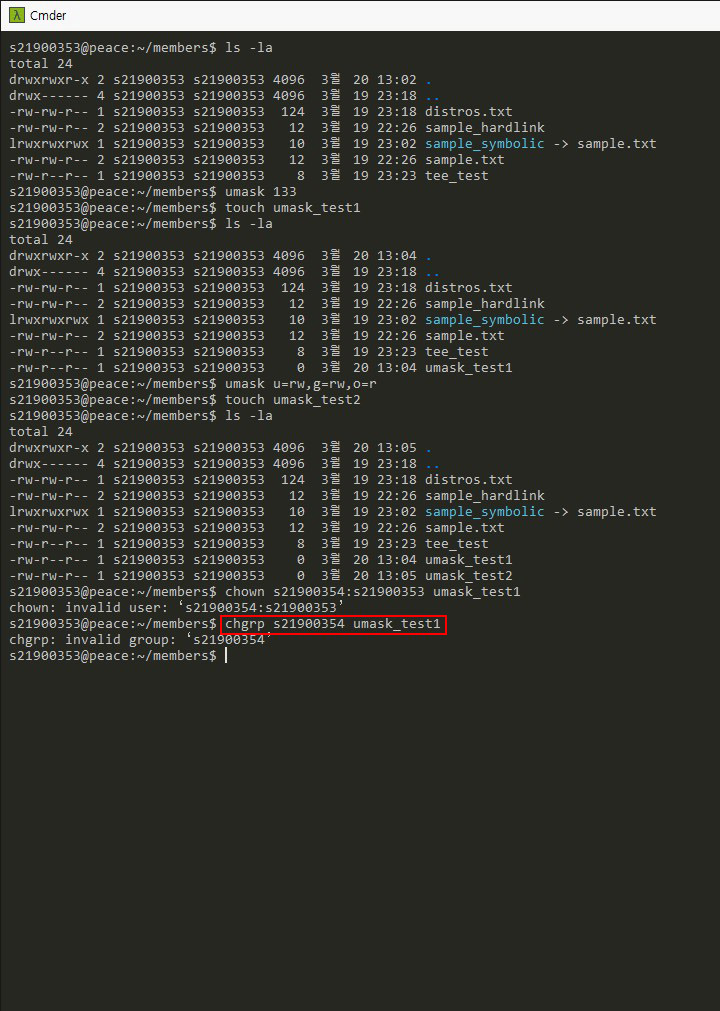 λ Cmder
s21900353@peace:~/members$ ls -la
total 24
drwxrwxr-x 2 s21900353 s21900353 4096  3월  20 13:02 .
drwx------ 4 s21900353 s21900353 4096  3월  19 23:18 ..
-rw-rw-r-- 1 s21900353 s21900353  124  3월  19 23:18 distros.txt
-rw-rw-r-- 2 s21900353 s21900353   12  3월  19 22:26 sample_hardlink
lrwxrwxrwx 1 s21900353 s21900353   10  3월  19 23:02 sample_symbolic -> sample.txt
-rw-rw-r-- 2 s21900353 s21900353   12  3월  19 22:26 sample.txt
-rw-r--r-- 1 s21900353 s21900353    8  3월  19 23:23 tee_test
s21900353@peace:~/members$ umask 133
s21900353@peace:~/members$ touch umask_test1
s21900353@peace:~/members$ ls -la
total 24
drwxrwxr-x 2 s21900353 s21900353 4096  3월  20 13:04 .
drwx------ 4 s21900353 s21900353 4096  3월  19 23:18 ..
-rw-rw-r-- 1 s21900353 s21900353  124  3월  19 23:18 distros.txt
-rw-rw-r-- 2 s21900353 s21900353   12  3월  19 22:26 sample_hardlink
lrwxrwxrwx 1 s21900353 s21900353   10  3월  19 23:02 sample_symbolic -> sample.txt
-rw-rw-r-- 2 s21900353 s21900353   12  3월  19 22:26 sample.txt
-rw-r--r-- 1 s21900353 s21900353    8  3월  19 23:23 tee_test
-rw-r--r-- 1 s21900353 s21900353    0  3월  20 13:04 umask_test1
s21900353@peace:~/members$ umask u=rw,g=rw,o=r
s21900353@peace:~/members$ touch umask_test2
s21900353@peace:~/members$ ls -la
total 24
drwxrwxr-x 2 s21900353 s21900353 4096  3월  20 13:05 .
drwx------ 4 s21900353 s21900353 4096  3월  19 23:18 ..
-rw-rw-r-- 1 s21900353 s21900353  124  3월  19 23:18 distros.txt
-rw-rw-r-- 2 s21900353 s21900353   12  3월  19 22:26 sample_hardlink
lrwxrwxrwx 1 s21900353 s21900353   10  3월  19 23:02 sample_symbolic -> sample.txt
-rw-rw-r-- 2 s21900353 s21900353   12  3월  19 22:26 sample.txt
-rw-r--r-- 1 s21900353 s21900353    8  3월  19 23:23 tee_test
-rw-r--r-- 1 s21900353 s21900353    0  3월  20 13:04 umask_test1
-rw-rw-r-- 1 s21900353 s21900353    0  3월  20 13:05 umask_test2
s21900353@peace:~/members$ chown s21900354:s21900353 umask_test1
chown: invalid user: ‘s21900354:s21900353’
s21900353@peace:~/members$ chgrp s21900354 umask_test1
chgrp: invalid group: ‘s21900354’
s21900353@peace:~/members$